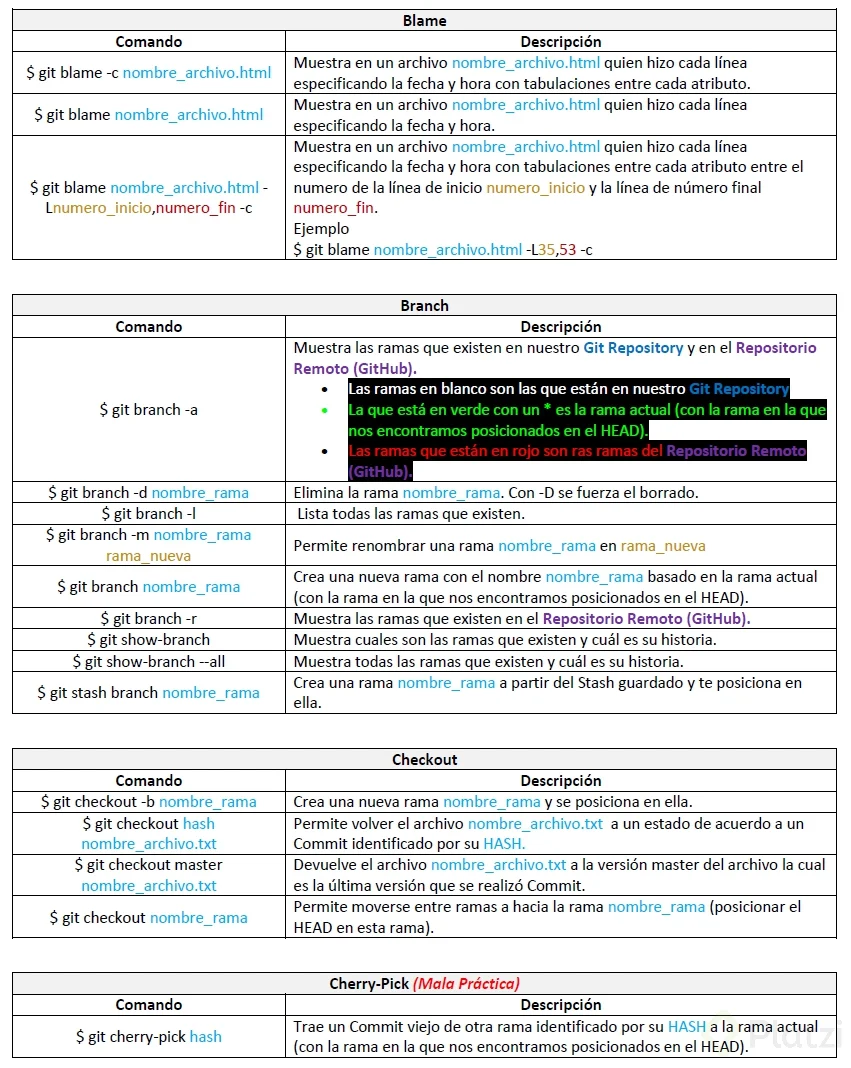 Blame
Comando Descripción
$ git blame -c nombre_archivo.html
Muestra en un archivo nombre_archivo.html quien hizo cada línea
especificando la fecha y hora con tabulaciones entre cada atributo.
$ git blame nombre_archivo.html
Muestra en un archivo nombre_archivo.html quien hizo cada línea
especificando la fecha y hora.
$ git blame nombre_archivo.html -
Lnumero_inicio,numero_fin -c
Muestra en un archivo nombre_archivo.html quien hizo cada línea
especificando la fecha y hora con tabulaciones entre cada atributo entre el
numero de la línea de inicio numero_inicio y la línea de número final
numero_fin.
Ejemplo
$ git blame nombre_archivo.html -L35,53 -c
Branch
Comando Descripción
$ git branch -a
Muestra las ramas que existen en nuestro Git Repository y en el Repositorio
Remoto (GitHub).
• Las ramas en blanco son las que están en nuestro Git Repository
• La que está en verde con un * es la rama actual (con la rama en la que
nos encontramos posicionados en el HEAD).
• Las ramas que están en rojo son ras ramas del Repositorio Remoto
(GitHub).
$ git branch -d nombre_rama
Elimina la rama nombre_rama. Con -D se fuerza el borrado.
$ git branch -l
Lista todas las ramas que existen.
$ git branch -m nombre_rama
rama_nueva
Permite renombrar una rama nombre_rama en rama_nueva
$ git branch nombre_rama
Crea una nueva rama con el nombre nombre_rama basado en la rama actual
(con la rama en la que nos encontramos posicionados en el HEAD).
$ git branch -r
Muestra las ramas que existen en el Repositorio Remoto (GitHub).
$ git show-branch
Muestra cuales son las ramas que existen y cuál es su historia.
$ git show-branch --all
Muestra todas las ramas que existen y cuál es su historia.
$ git stash branch nombre_rama
Crea una rama nombre_rama a partir del Stash guardado y te posiciona en
ella.
Checkout
Comando Descripción
$ git checkout -b nombre_rama
Crea una nueva rama nombre_rama y se posiciona en ella.
$ git checkout hash
nombre_archivo.txt
Permite volver el archivo nombre_archivo.txt a un estado de acuerdo a un
Commit identificado por su HASH.
$ git checkout master
nombre_archivo.txt
Devuelve el archivo nombre_archivo.txt a la versión master del archivo la cual
es la última versión que se realizó Commit.
$ git checkout nombre_rama
Permite moverse entre ramas a hacia la rama nombre_rama (posicionar el
HEAD en esta rama).
Cherry-Pick (Mala Práctica)
Comando Descripción
$ git cherry-pick hash
Trae un Commit viejo de otra rama identificado por su HASH a la rama actual
(con la rama en la que nos encontramos posicionados en el HEAD).
Platzi